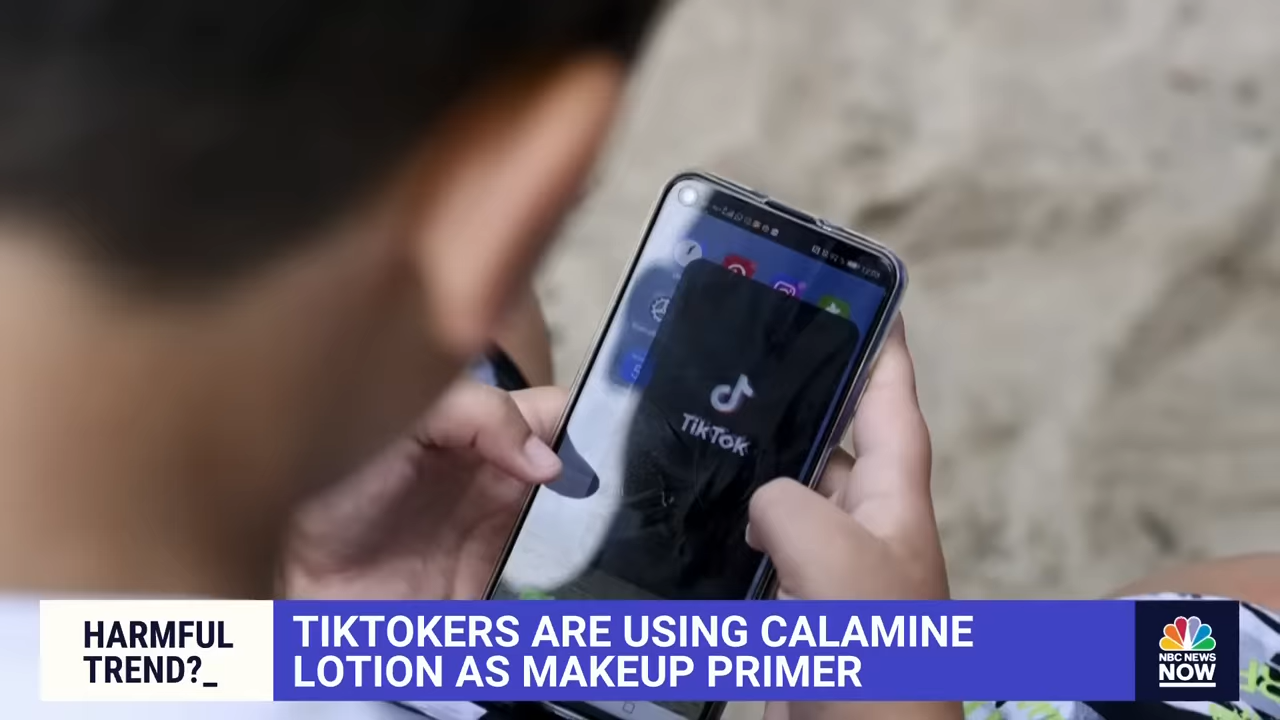 TikTok
HARMFUL
TREND?_
TIKTOKERS ARE USING CALAMINE
LOTION AS MAKEUP PRIMER
NBC NEWS
NOW